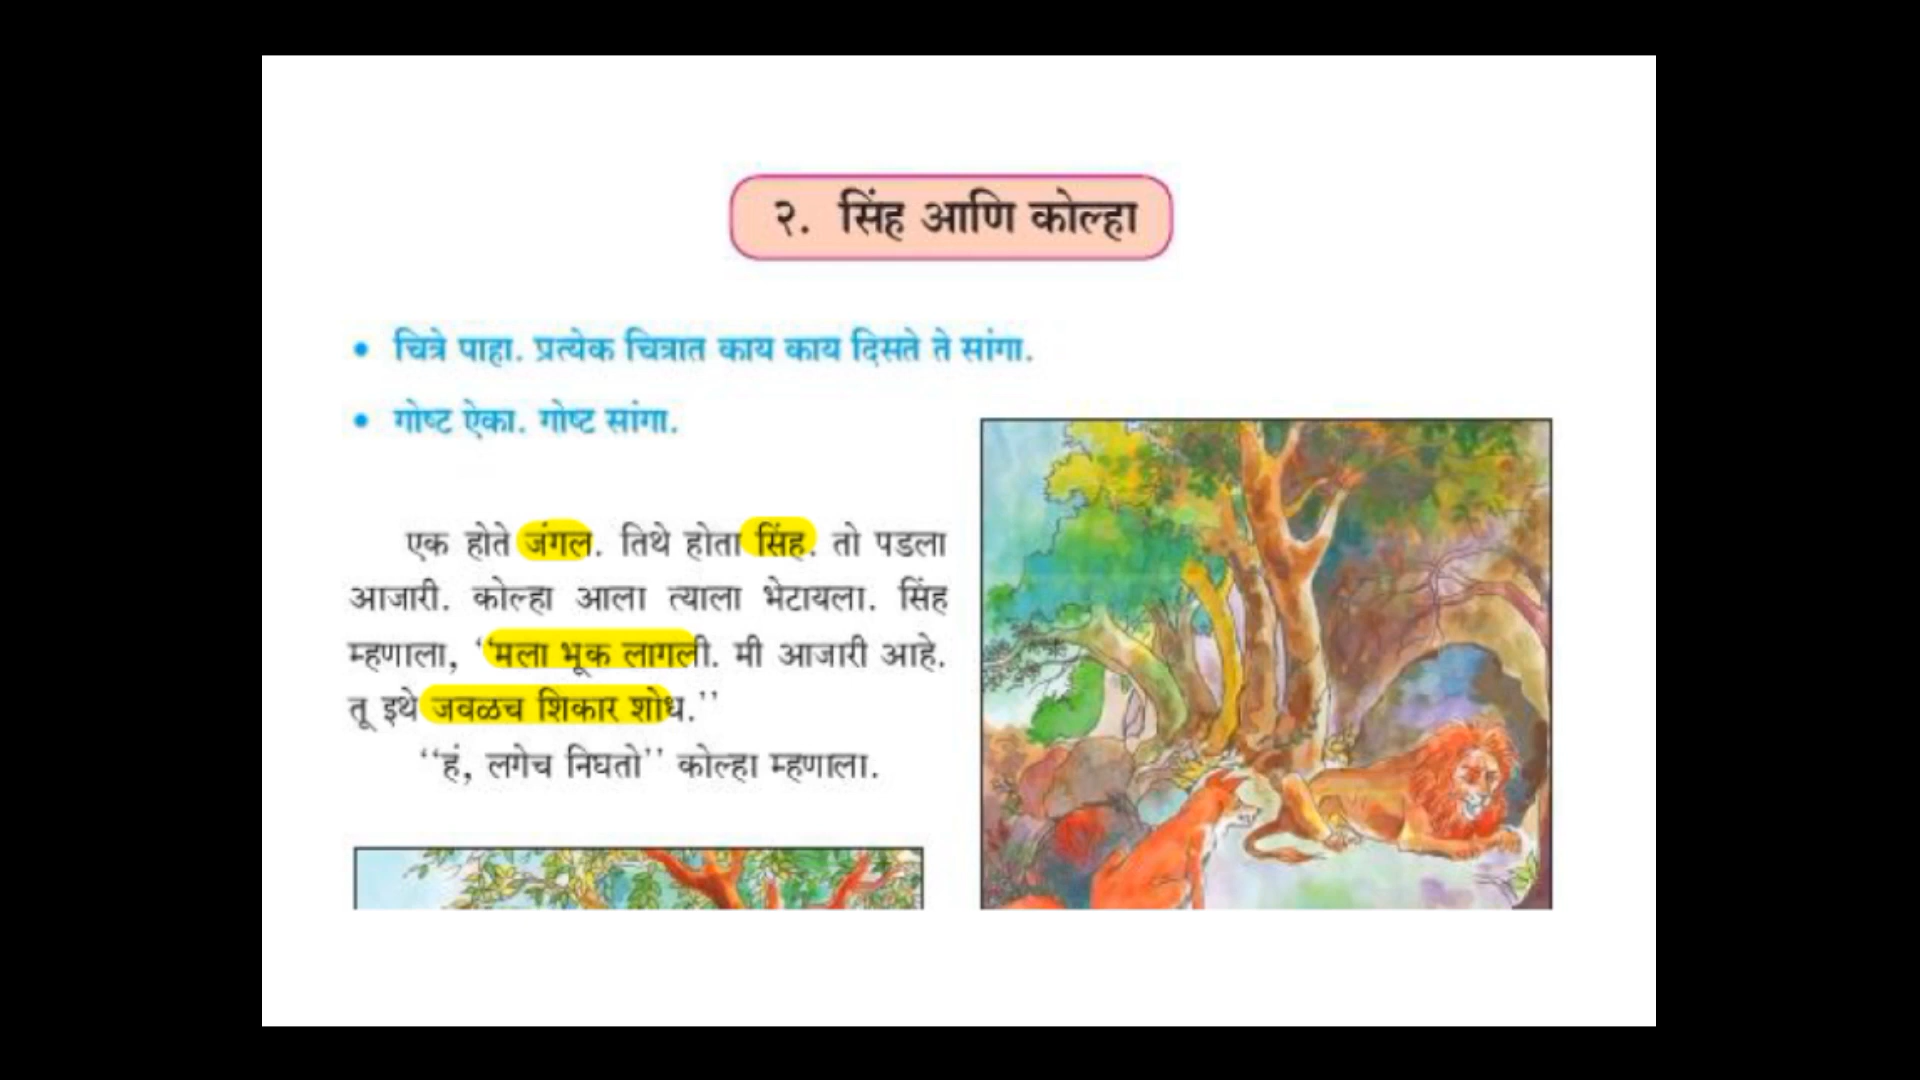 २. सिंह आणि कोल्हा
• चित्रे पाहा. प्रत्येक चित्रात काय काय दिसते ते सांगा.
• गोष्ट ऐका. गोष्ट सांगा.
एक होते जंगल. तिथे होता सिंह. तो पडला
आजारी. कोल्हा आला त्याला भेटायला. सिंह
म्हणाला, ‘‘मला भूक लागली. मी आजारी आहे.
तू इथे जवळच शिकार शोध.’’
‘‘हं, लगेच निघतो’’ कोल्हा म्हणाला.